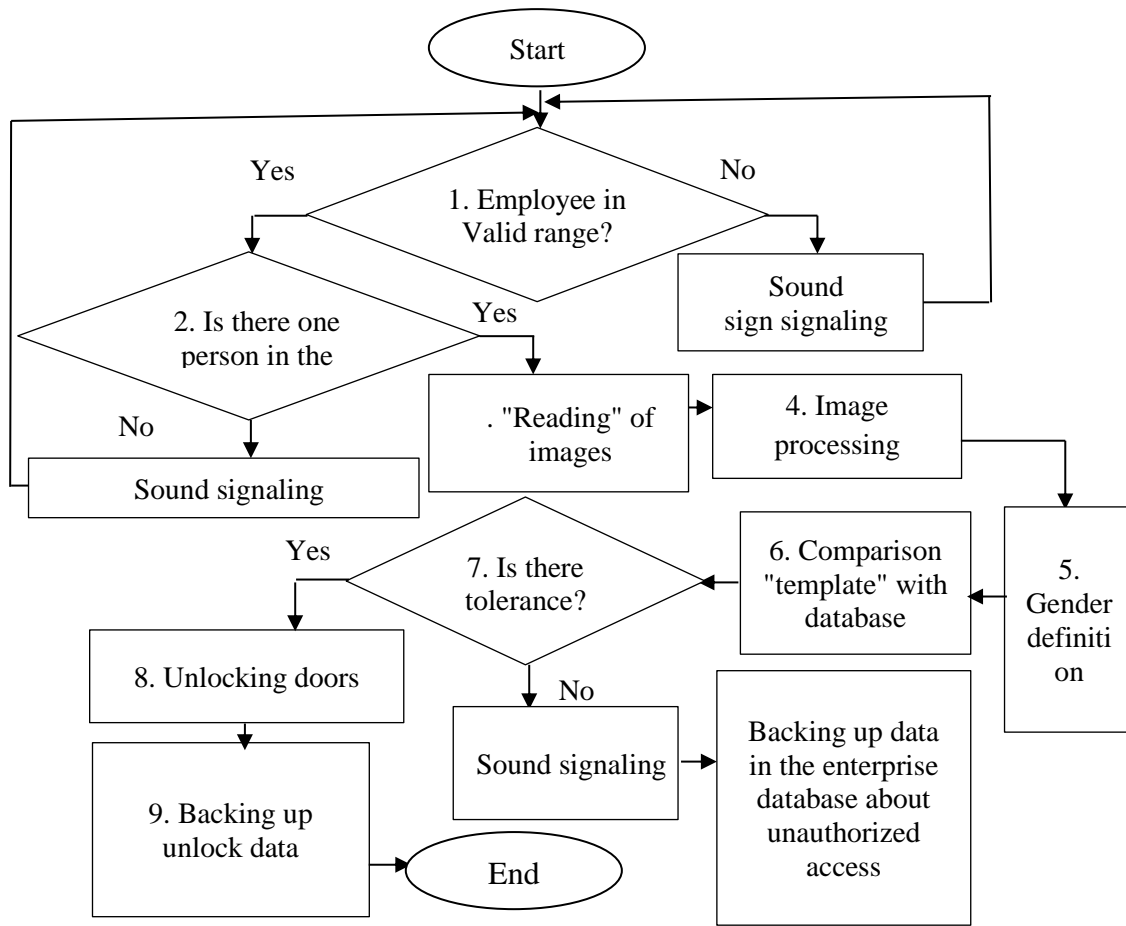 Start
Yes
No
1. Employee in
Valid range?
Sound
sign signaling
2. Is there one
person in the
Yes
No
Sound signaling
. "Reading" of
images
4. Image
processing
5.
Gender
definiti
on
6. Comparison
"template" with
database
7. Is there
tolerance?
Yes
No
8. Unlocking doors
Sound signaling
Backing up data
in the enterprise
database about
unauthorized
access
9. Backing up
unlock data
End